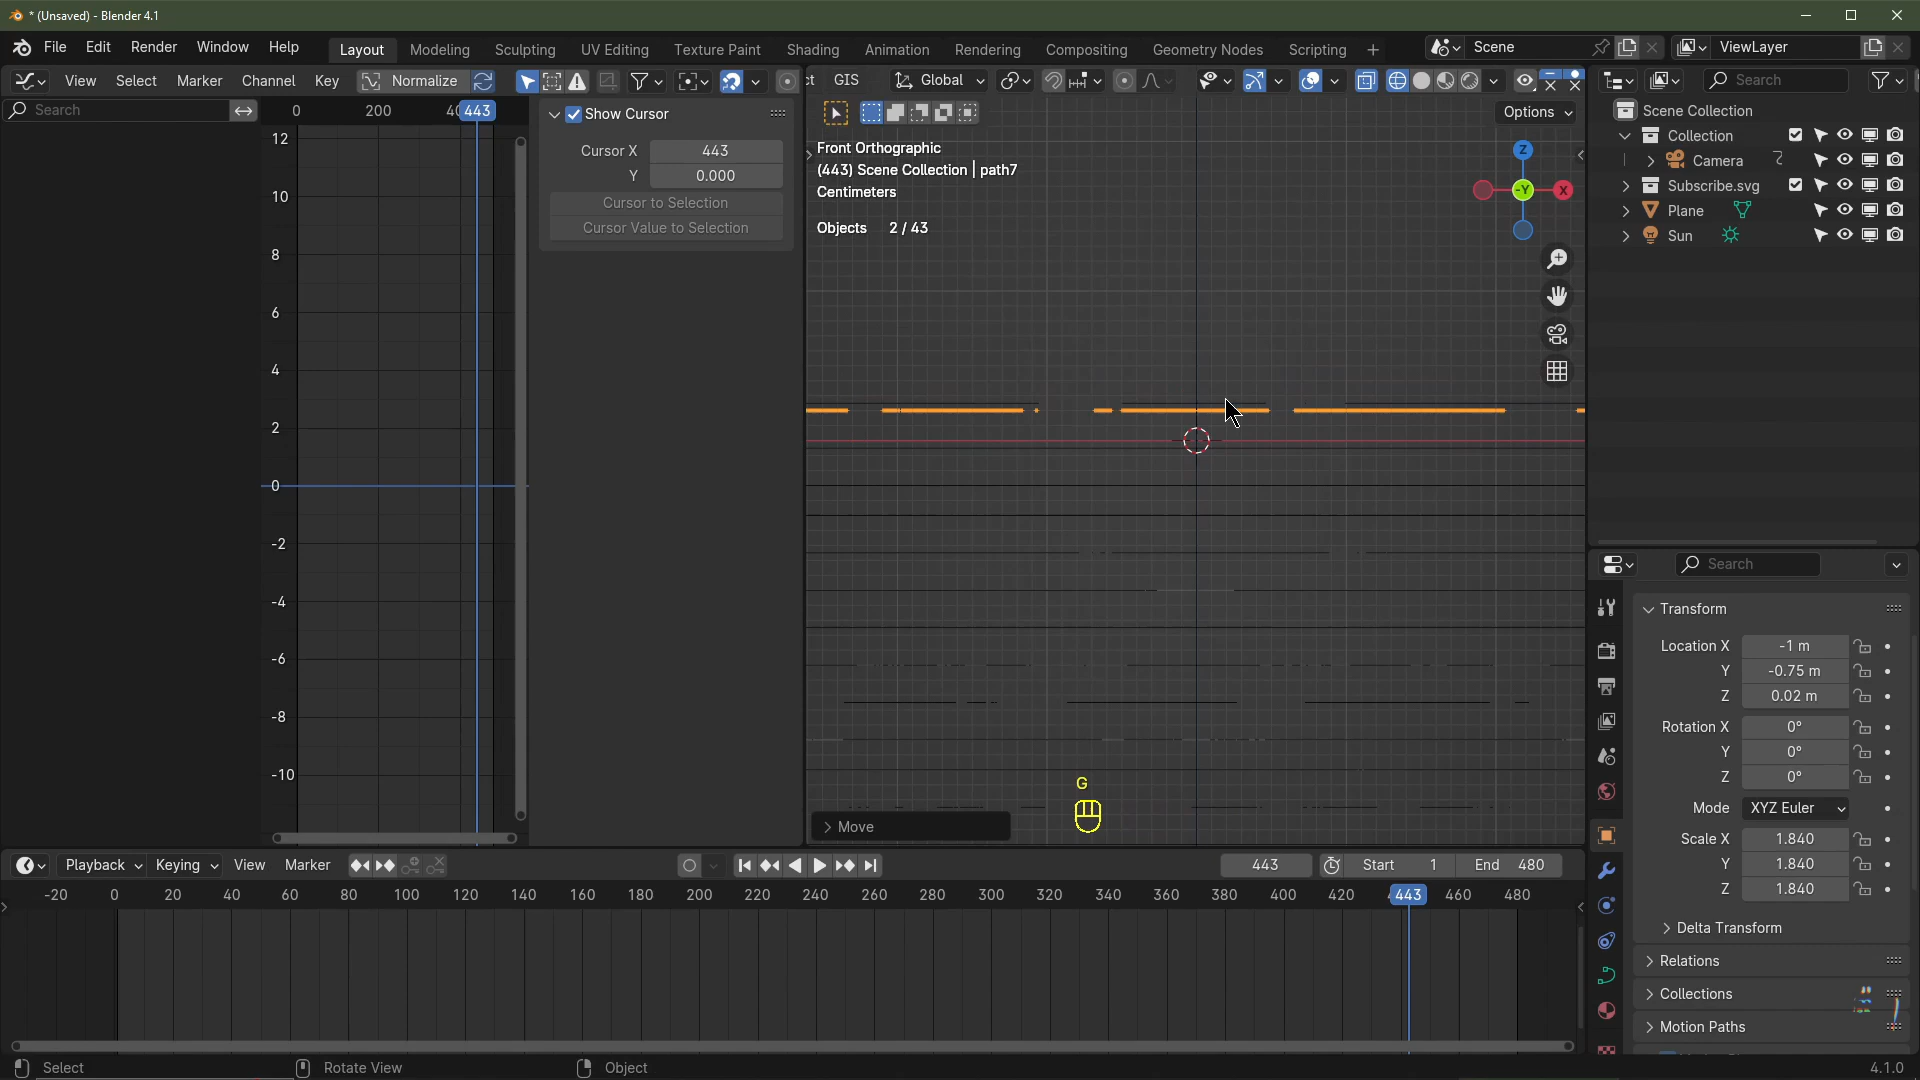 * (Unsaved) - Blender 4.1
File Edit Render Window Help
Layout Modeling Sculpting UV Editing Texture Paint Shading Animation Rendering Compositing Geometry Nodes Scripting +
Scene
ViewLayer
View Select Marker Channel Key Normalize
GIS Global
Search
Search
0 200 443
Show Cursor
Cursor X 443
Y 0.000
Cursor to Selection
Cursor Value to Selection
12
10
8
6
4
2
0
-2
-4
-6
-8
-10
Options
Front Orthographic
(443) Scene Collection | path7
Centimeters
Objects 2 / 43
Z
-Y
X
G
Move
Scene Collection
Collection
Camera
Subscribe.svg
Plane
Sun
Search
Transform
Location X -1 m
Y -0.75 m
Z 0.02 m
Rotation X 0°
Y 0°
Z 0°
Mode XYZ Euler
Scale X 1.840
Y 1.840
Z 1.840
Delta Transform
Relations
Collections
Motion Paths
Playback Keying View Marker
443 Start 1 End 480
-20 0 20 40 60 80 100 120 140 160 180 200 220 240 260 280 300 320 340 360 380 400 420 443 460 480
Select Rotate View Object 4.1.0